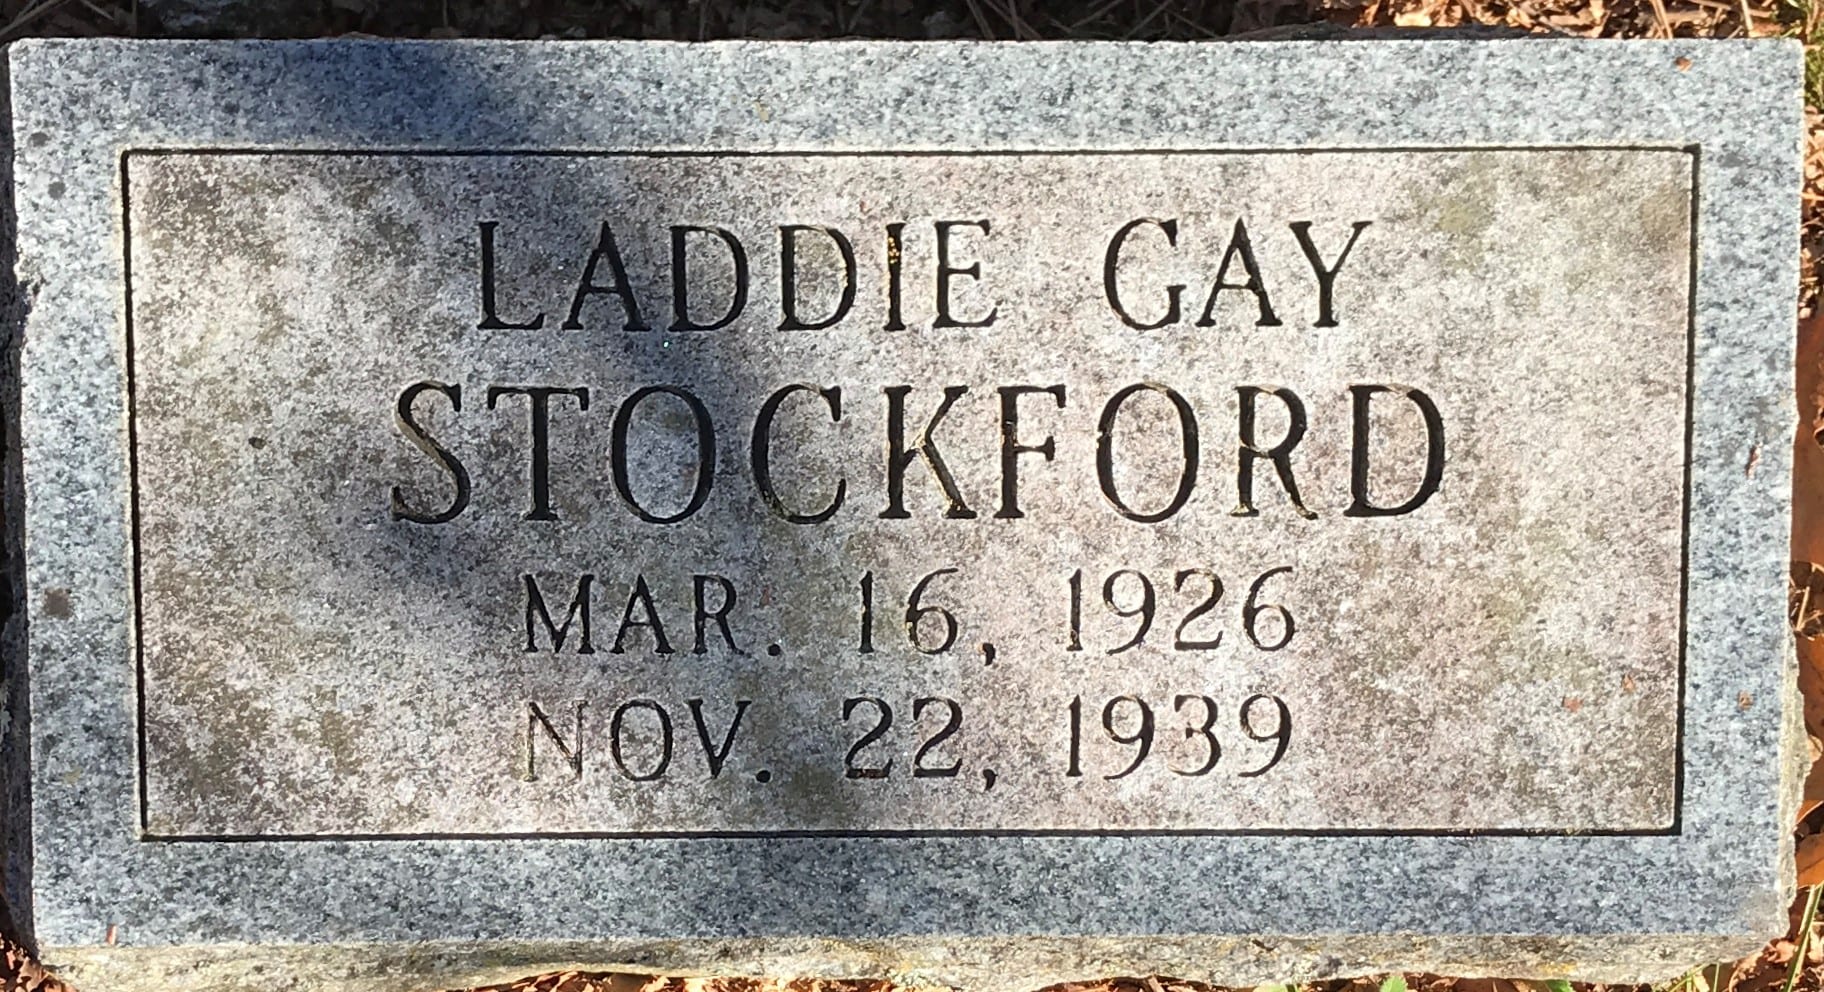 LADDIE GAY
STOCKFORD
MAR. 16, 1926
NOV. 22, 1939